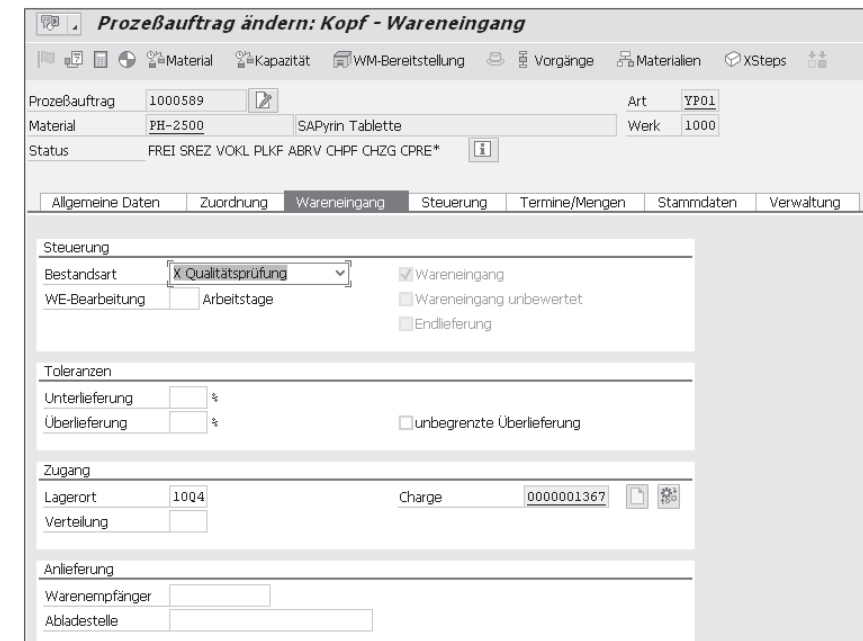 Prozeßauftrag ändern: Kopf - Wareneingang
Material Kapazität WM-Bereitstellung Vorgänge Materialien XSteps
Prozeßauftrag 1000589 Art YP01
Material PH-2500 SAPyrin Tablette Werk 1000
Status FREI SREZ VOKL PLKF ABRV CHPF CHZG CPRE*
Allgemeine Daten Zuordnung Wareneingang Steuerung Termine/Mengen Stammdaten Verwaltung
Steuerung
Bestandsart X Qualitätsprüfung Wareneingang
WE-Bearbeitung Arbeitstage Wareneingang unbewertet
Endlieferung
Toleranzen
Unterlieferung %
Überlieferung % unbegrenzte Überlieferung
Zugang
Lagerort 10Q4 Charge 0000001367
Verteilung
Anlieferung
Warenempfänger
Abladestelle